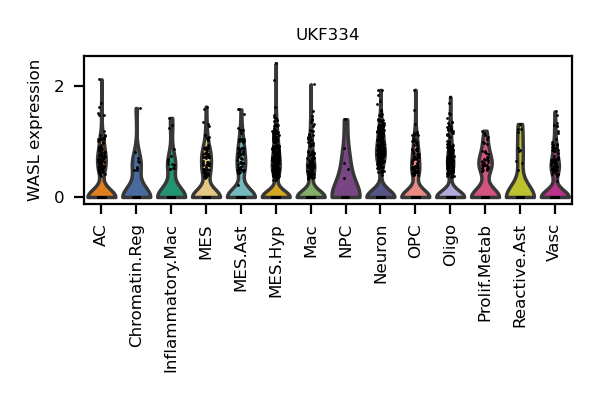 UKF334
WASL expression
2
0
AC
Chromatin.Reg
Inflammatory.Mac
MES
MES.Ast
MES.Hyp
Mac
NPC
Neuron
OPC
Oligo
Prolif.Metab
Reactive.Ast
Vasc